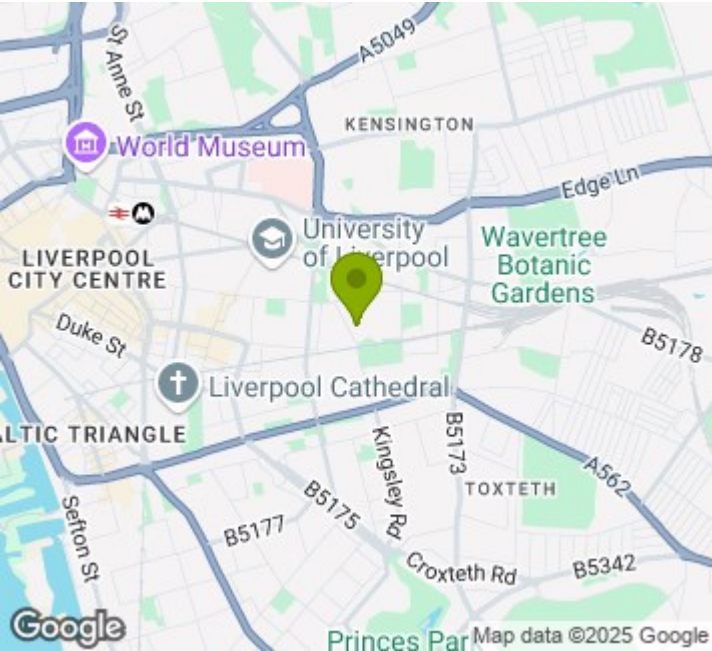 St Anne St
A5049
KENSINGTON
World Museum
Edge Ln
University
of Liverpool
Wavertree
Botanic
Gardens
LIVERPOOL
CITY CENTRE
Duke St
B5178
Liverpool Cathedral
ALTIC TRIANGLE
Kingsley Rd
B5173
A562
TOXTETH
Sefton St
B5175
B5177
Croxteth Rd
B5342
Google
Princes Par
Map data ©2025 Google